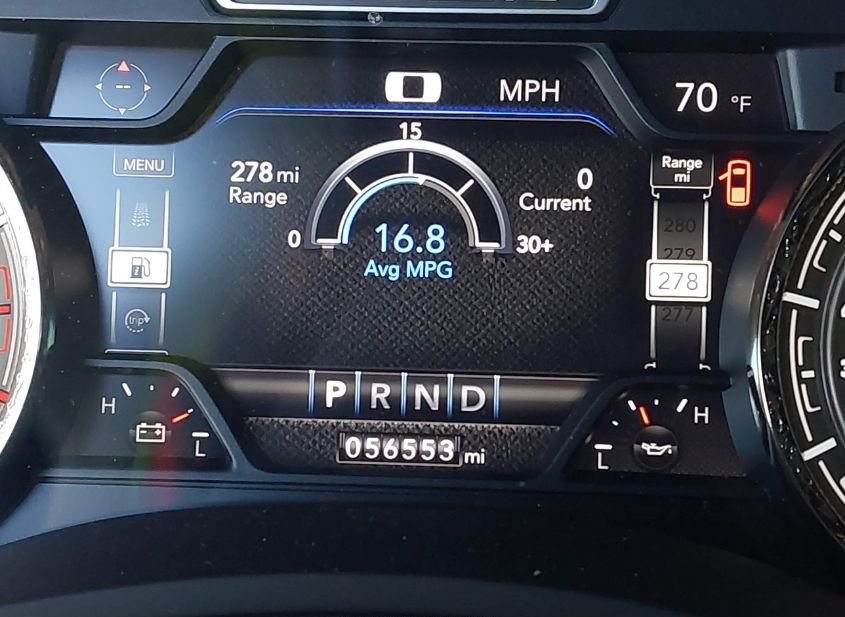 0 MPH
70 °F
MENU
278 mi
Range
15
0
Current
Range
mi
280
279
278
277
0
30+
16.8
Avg MPG
trip
P R N D
H
L
056553 mi
L
H